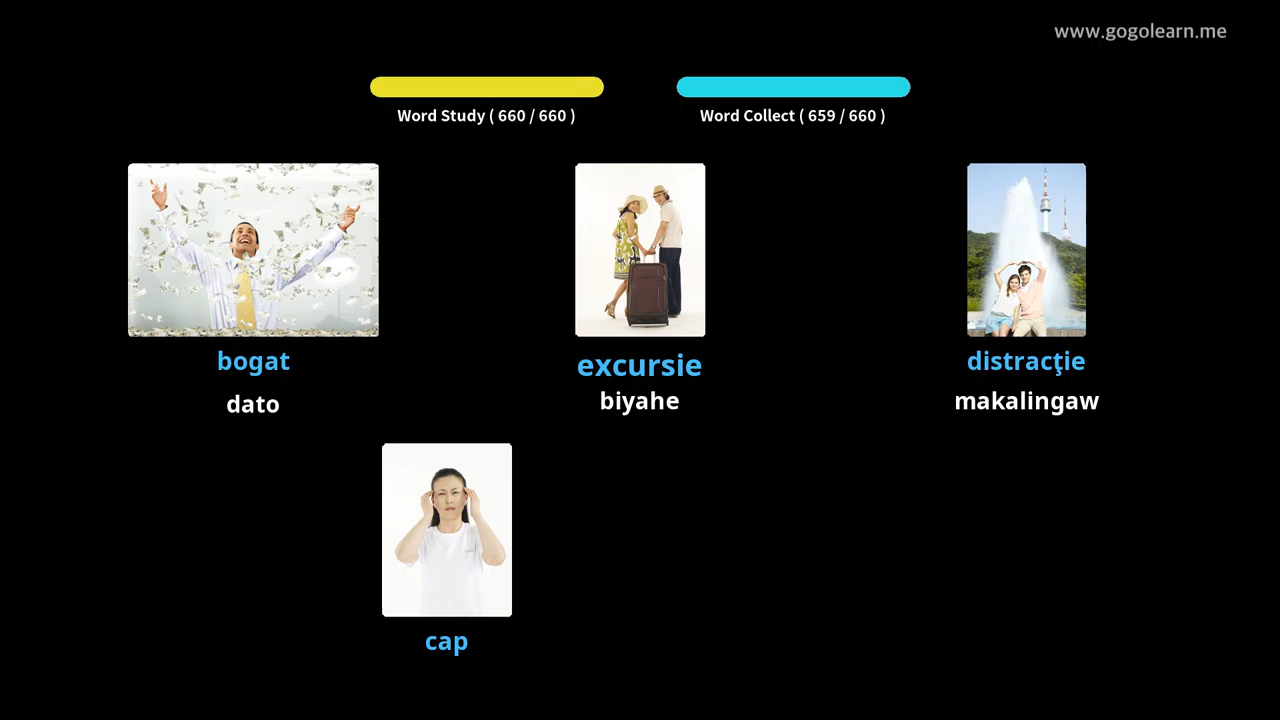 www.gogolearn.me
Word Study ( 660 / 660 )
Word Collect ( 659 / 660 )
bogat
excursie
distracţie
dato
biyahe
makalingaw
cap